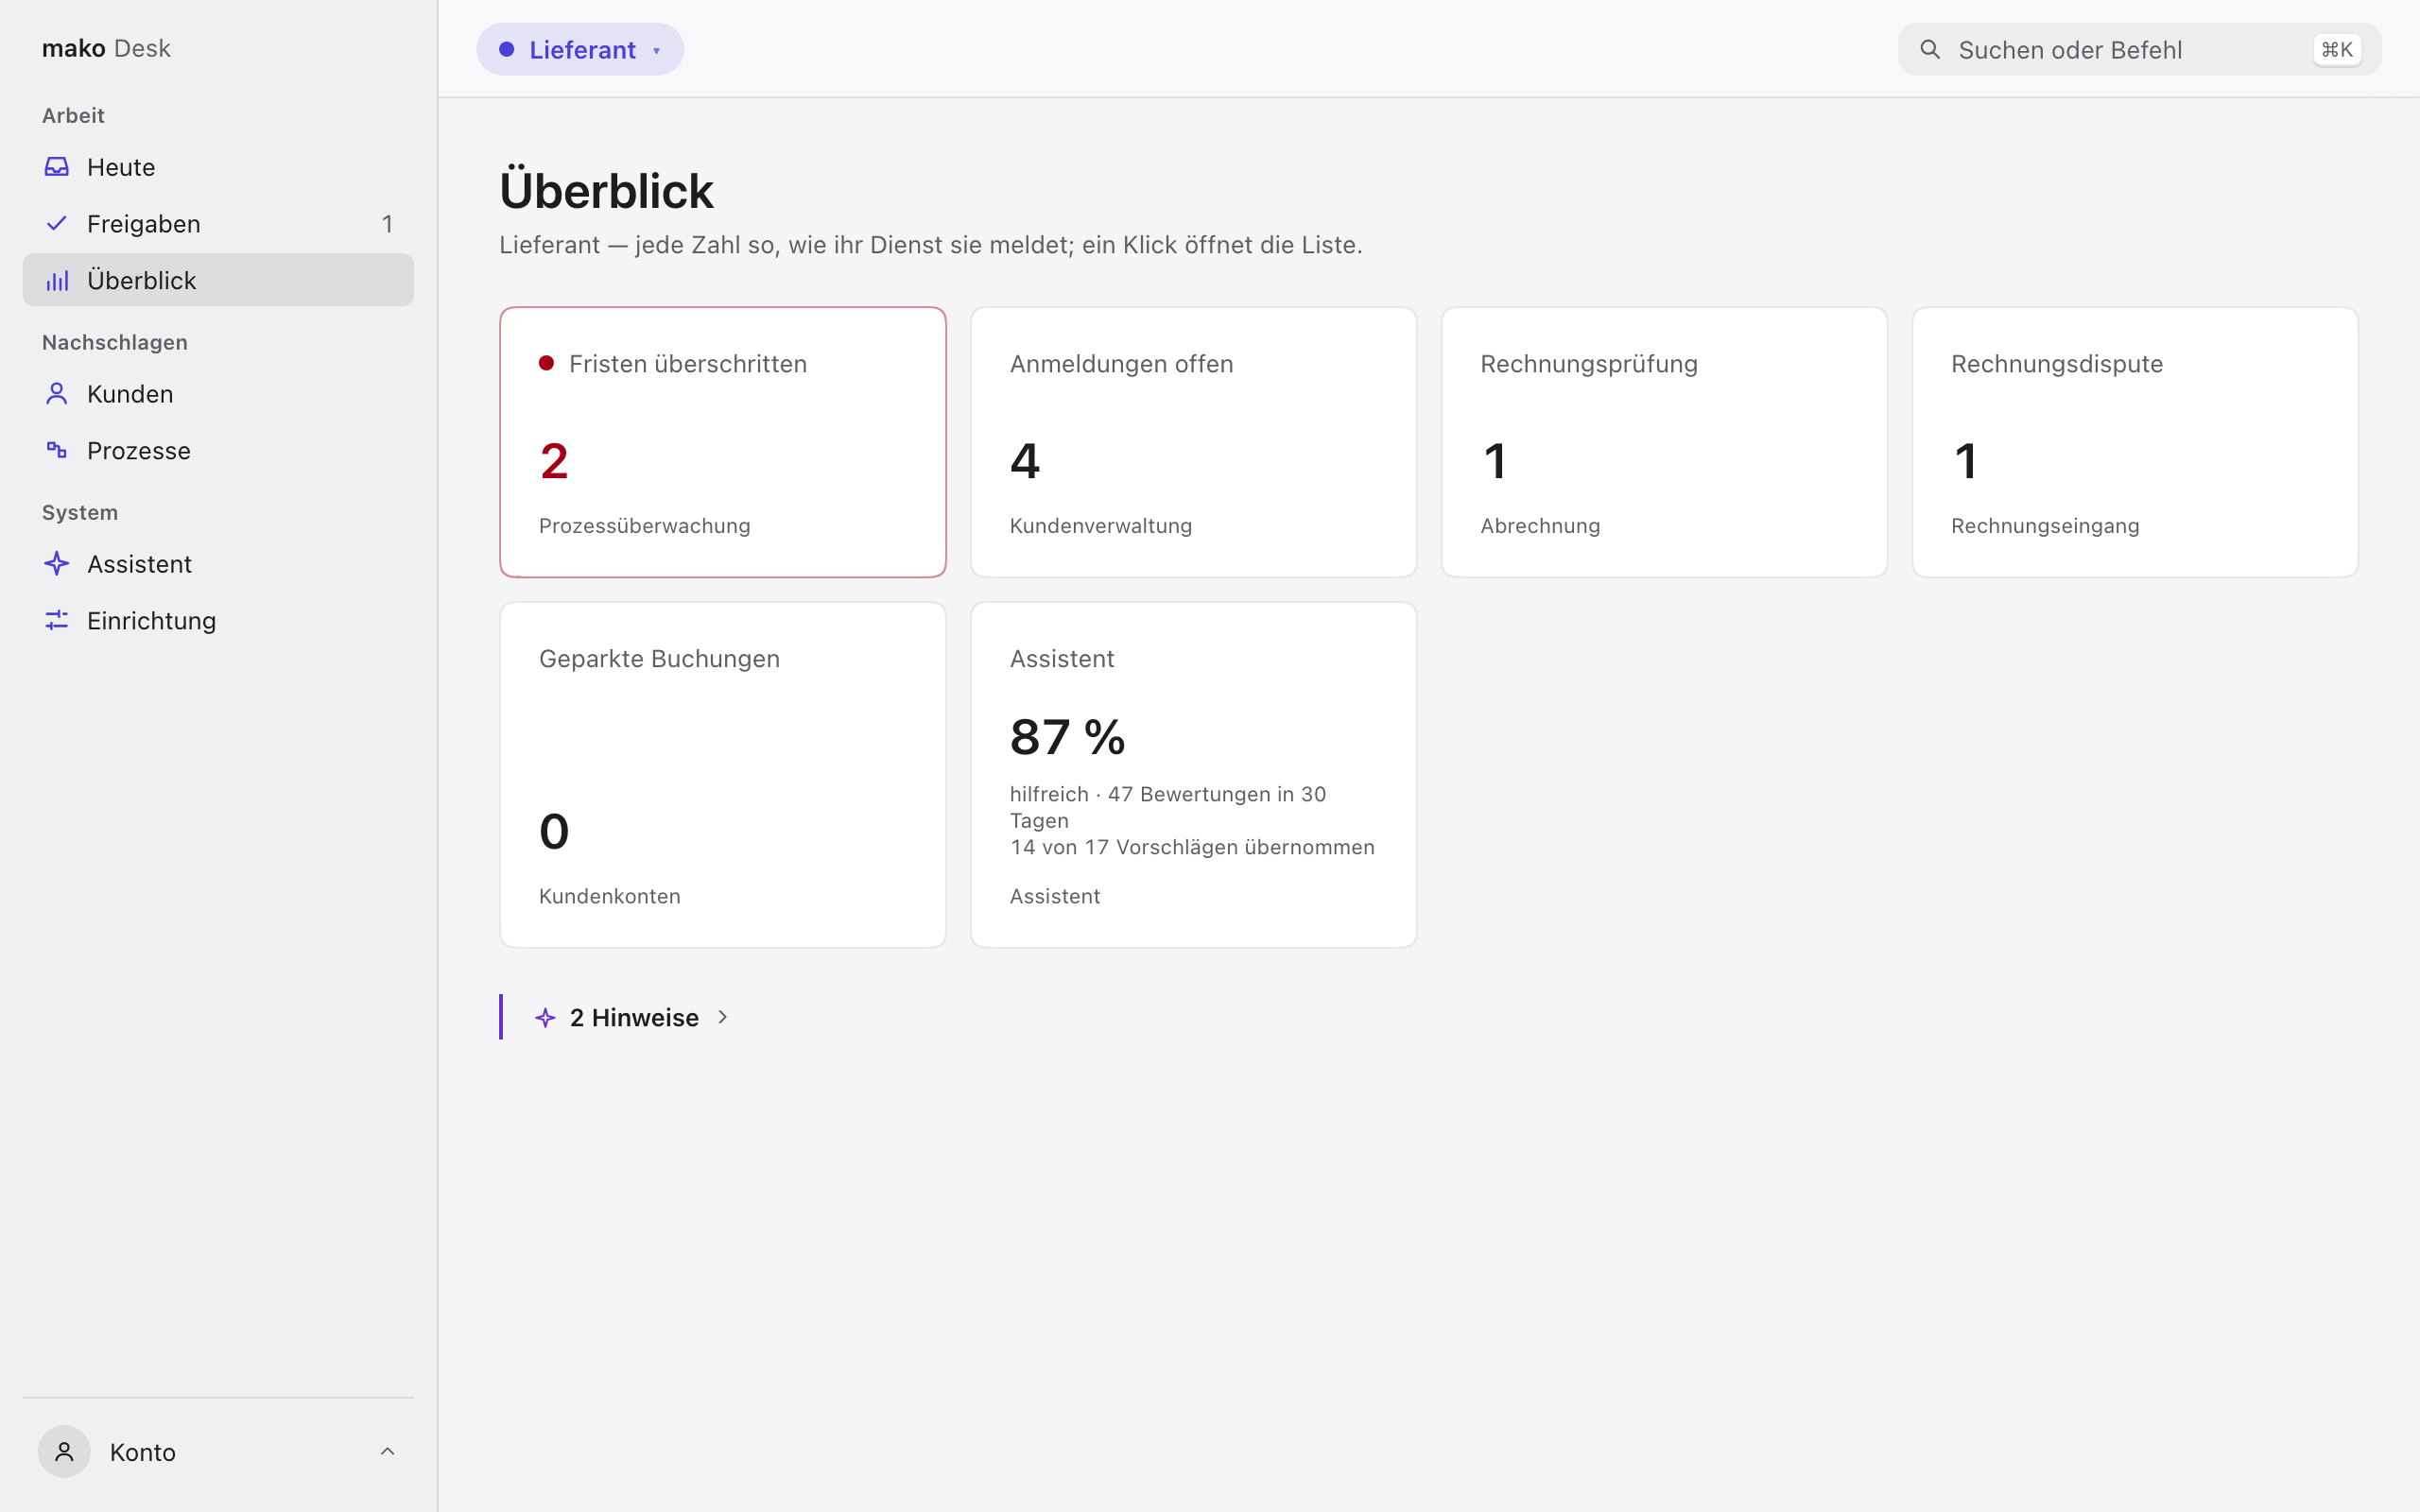 mako Desk
Arbeit
Heute
Freigaben 1
Überblick
Nachschlagen
Kunden
Prozesse
System
Assistent
Einrichtung
Konto
Lieferant
Suchen oder Befehl ⌘K
Überblick
Lieferant — jede Zahl so, wie ihr Dienst sie meldet; ein Klick öffnet die Liste.
Fristen überschritten
2
Prozessüberwachung
Anmeldungen offen
4
Kundenverwaltung
Rechnungsprüfung
1
Abrechnung
Rechnungsdispute
1
Rechnungseingang
Geparkte Buchungen
0
Kundenkonten
Assistent
87 %
hilfreich · 47 Bewertungen in 30
Tagen
14 von 17 Vorschlägen übernommen
Assistent
2 Hinweise